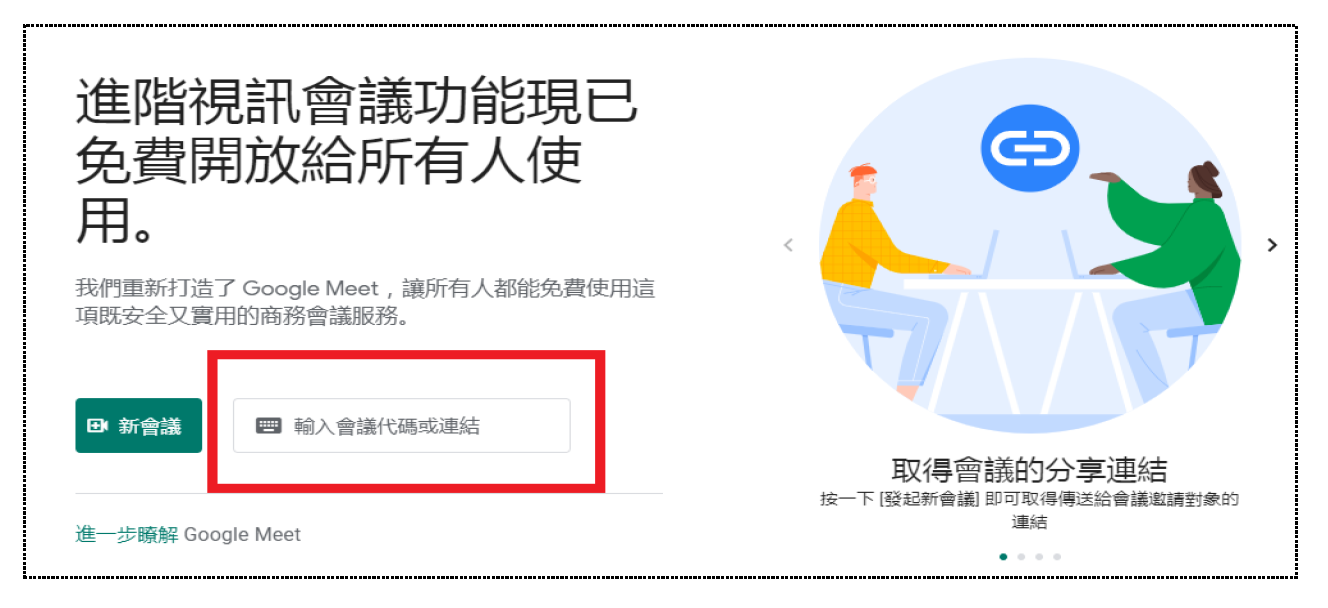 進階視訊會議功能現已
免費開放給所有人使
用。
我們重新打造了 Google Meet，讓所有人都能免費使用這
項既安全又實用的商務會議服務。
新會議
輸入會議代碼或連結
進一步瞭解 Google Meet
取得會議的分享連結
按一下 [發起新會議] 即可取得傳送給會議邀請對象的
連結